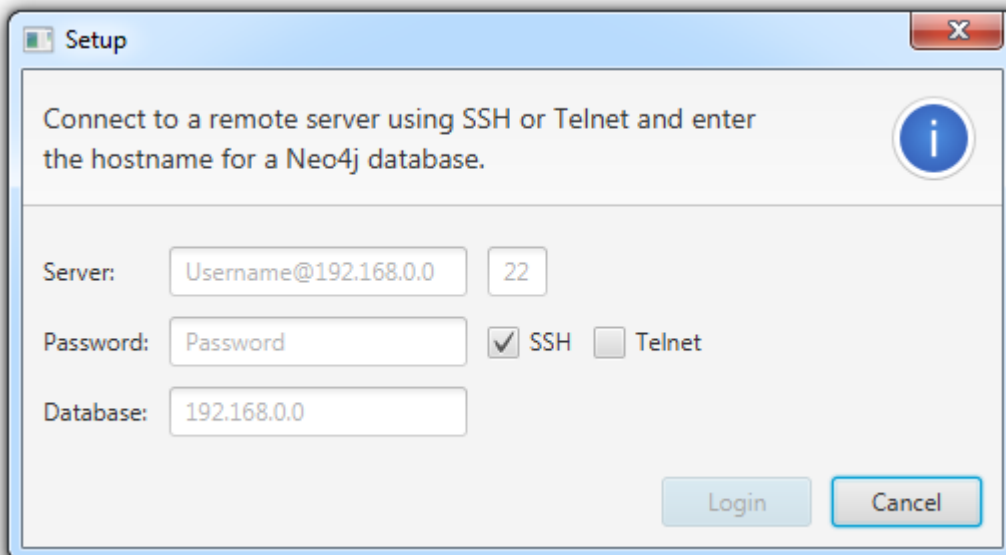 Setup
Connect to a remote server using SSH or Telnet and enter
the hostname for a Neo4j database.
Server: Username@192.168.0.0 22
Password: Password SSH Telnet
Database: 192.168.0.0
Login Cancel